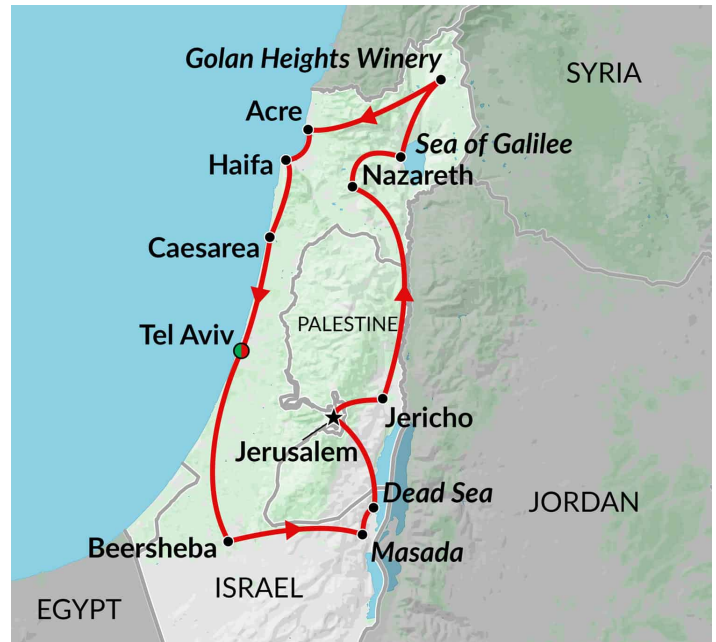 Golan Heights Winery
SYRIA
Acre
Sea of Galilee
Haifa
Nazareth
Caesarea
PALESTINE
Tel Aviv
Jericho
Jerusalem
Dead Sea
JORDAN
Beersheba
Masada
ISRAEL
EGYPT